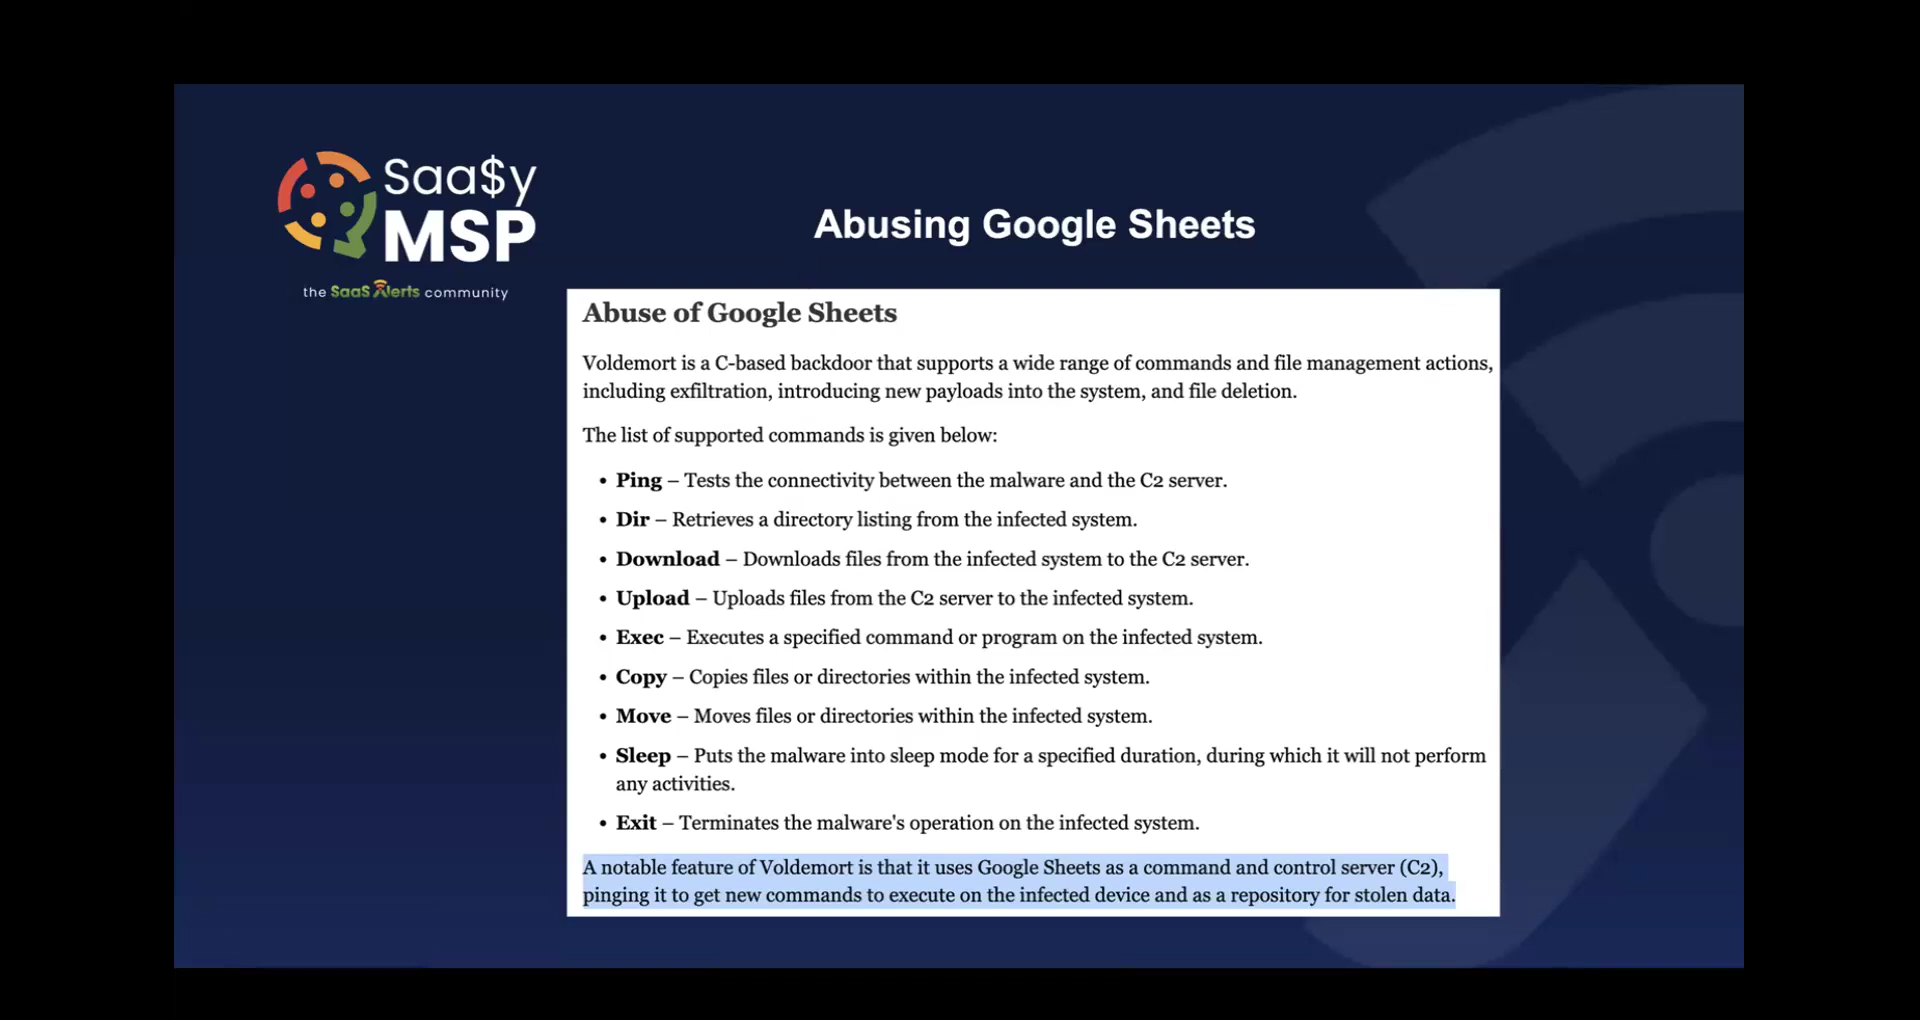 Saa$y
MSP
the SaaS Alerts community
Abusing Google Sheets
Abuse of Google Sheets
Voldemort is a C-based backdoor that supports a wide range of commands and file management actions,
including exfiltration, introducing new payloads into the system, and file deletion.
The list of supported commands is given below:
• Ping – Tests the connectivity between the malware and the C2 server.
• Dir – Retrieves a directory listing from the infected system.
• Download – Downloads files from the infected system to the C2 server.
• Upload – Uploads files from the C2 server to the infected system.
• Exec – Executes a specified command or program on the infected system.
• Copy – Copies files or directories within the infected system.
• Move – Moves files or directories within the infected system.
• Sleep – Puts the malware into sleep mode for a specified duration, during which it will not perform
any activities.
• Exit – Terminates the malware's operation on the infected system.
A notable feature of Voldemort is that it uses Google Sheets as a command and control server (C2),
pinging it to get new commands to execute on the infected device and as a repository for stolen data.